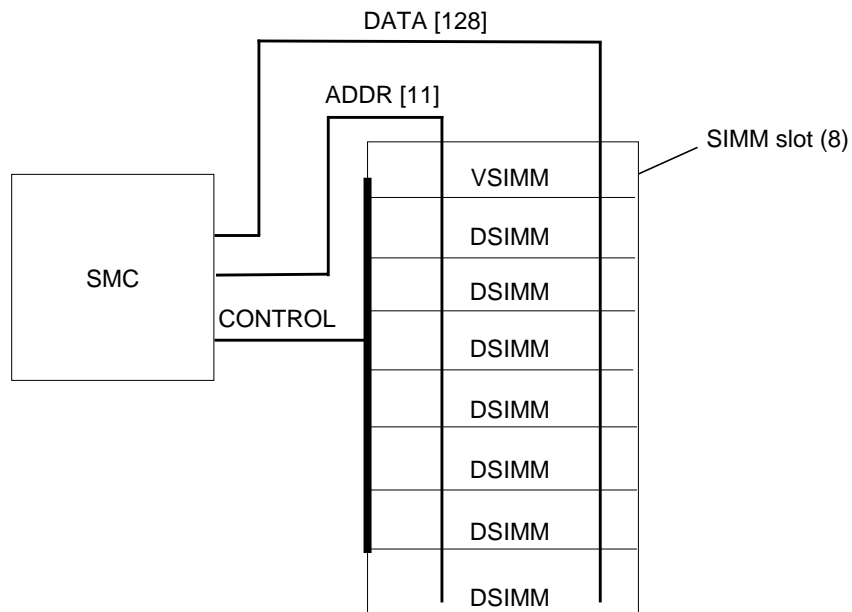 DATA [128]
ADDR [11]
SIMM slot (8)
VSIMM
DSIMM
SMC
DSIMM
CONTROL
DSIMM
DSIMM
DSIMM
DSIMM
DSIMM